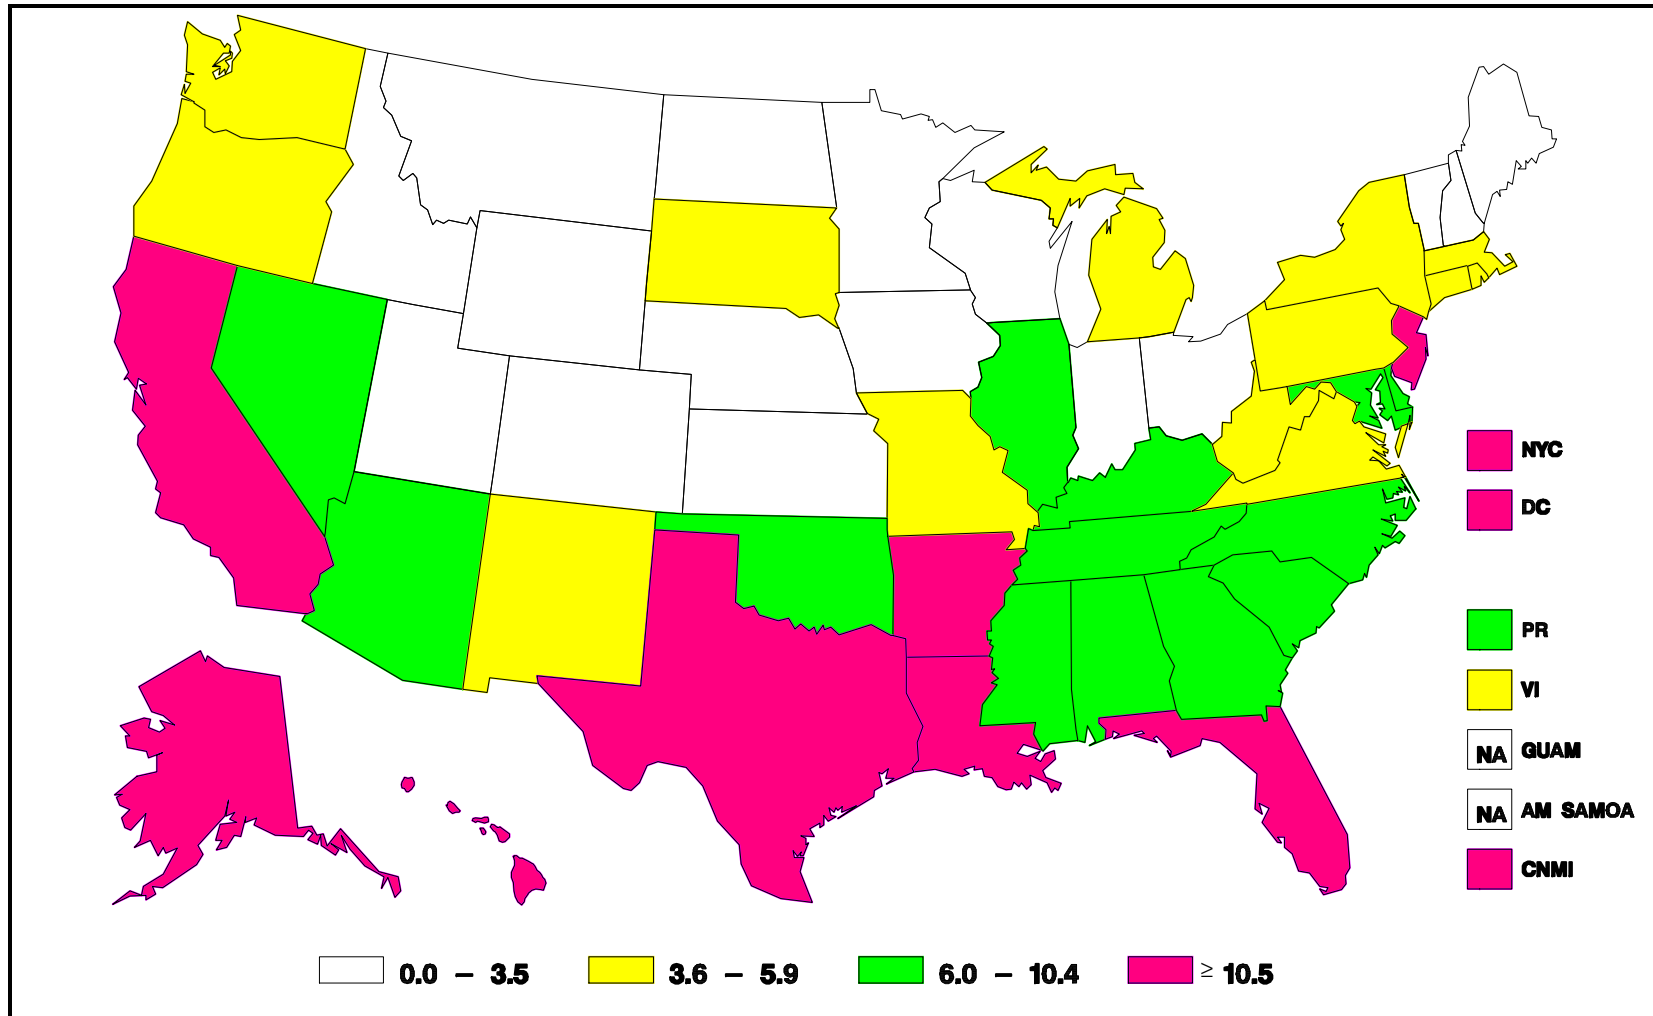 NYC
DC
PR
VI
NA GUAM
NA AM SAMOA
CNMI
0.0 – 3.5 3.6 – 5.9 6.0 – 10.4 ≥ 10.5